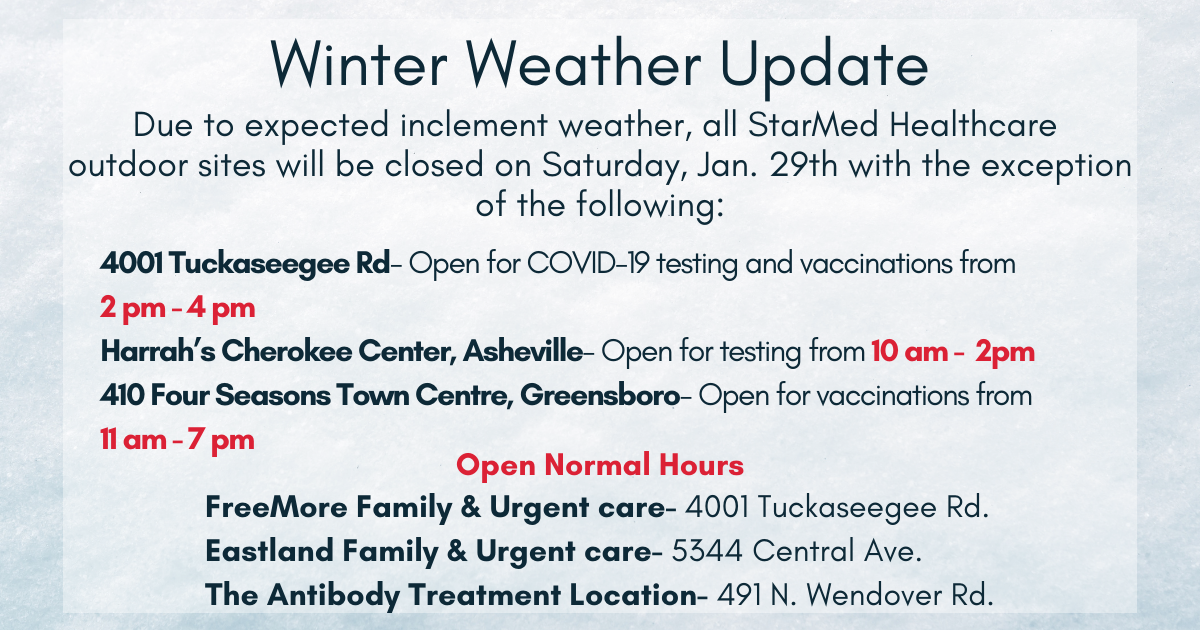 Winter Weather Update
Due to expected inclement weather, all StarMed Healthcare
outdoor sites will be closed on Saturday, Jan. 29th with the exception
of the following:
4001 Tuckaseegee Rd- Open for COVID-19 testing and vaccinations from
2 pm - 4 pm
Harrah's Cherokee Center, Asheville- Open for testing from 10 am - 2pm
410 Four Seasons Town Centre, Greensboro- Open for vaccinations from
11 am - 7 pm
Open Normal Hours
FreeMore Family & Urgent care- 4001 Tuckaseegee Rd.
Eastland Family & Urgent care- 5344 Central Ave.
The Antibody Treatment Location- 491 N. Wendover Rd.